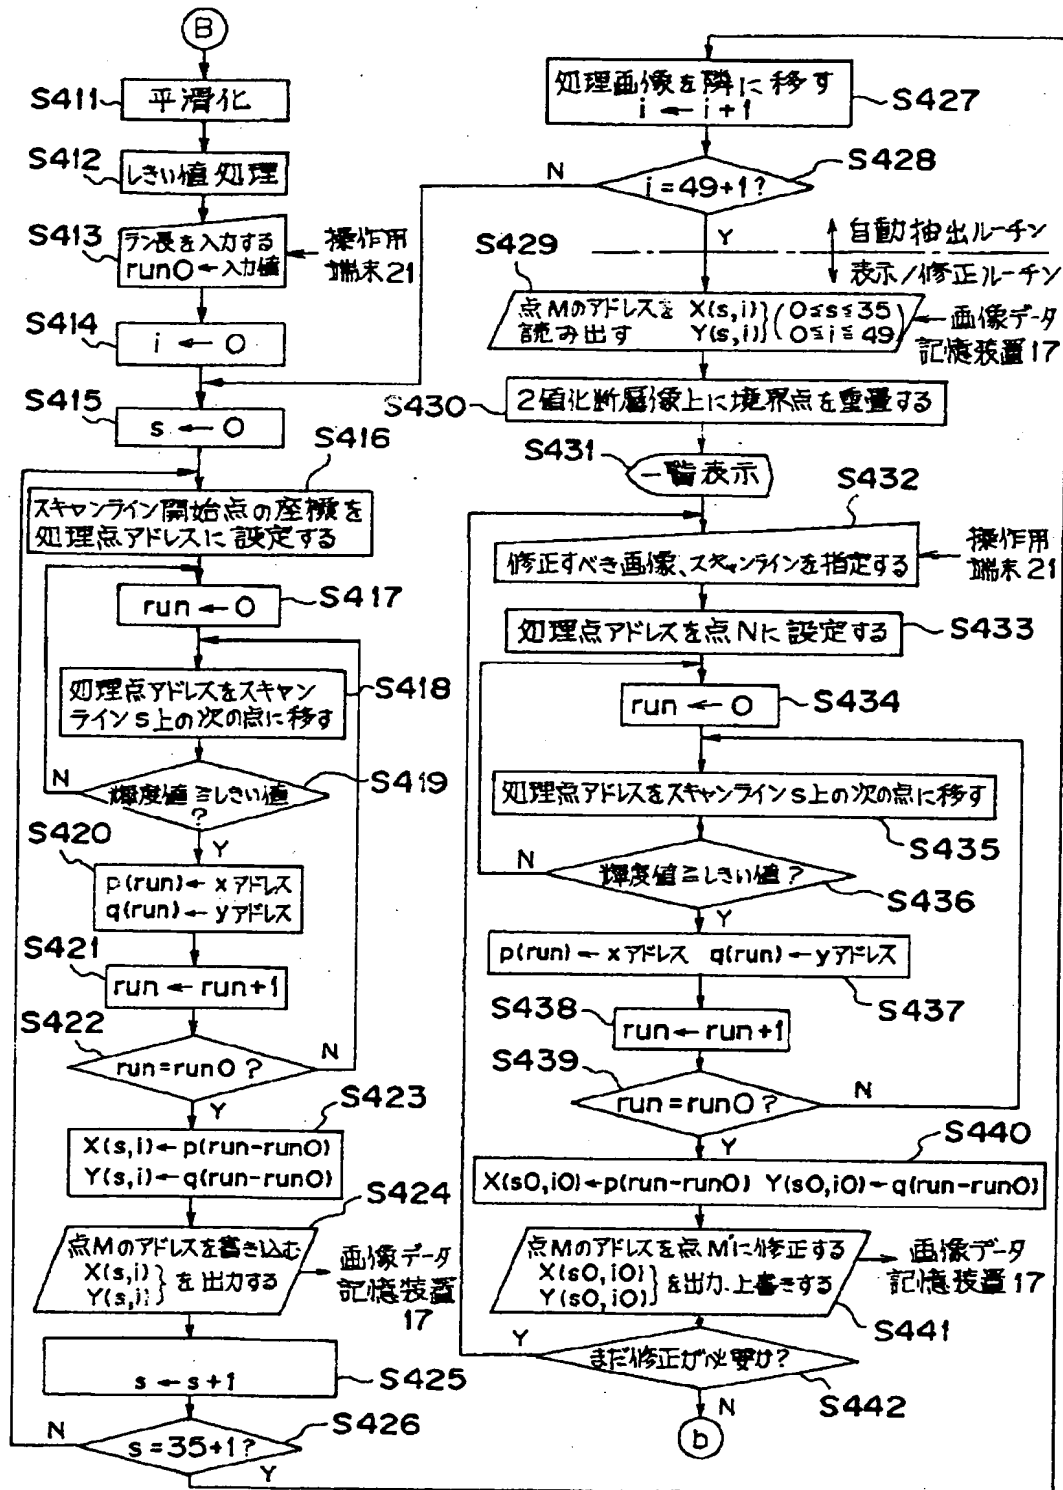 B
S411
平滑化
S412
しきい値処理
S413
ラン長を入力する
run0←入力値
操作用
端末21
S414
i ← 0
S415
s ← 0
S416
スキャンライン開始点の座標を
処理点アドレスに設定する
S417
run ← 0
S418
処理点アドレスをスキャン
ラインs上の次の点に移す
S419
輝度値≧しきい値
?
N
Y
S420
p(run)← xアドレス
q(run)← yアドレス
S421
run ← run+1
S422
run=run0?
N
Y
S423
X(s,i)←p(run-run0)
Y(s,i)←q(run-run0)
S424
点Mのアドレスを書き込む
X(s,i)
Y(s,i)
}を出力する
画像データ
記憶装置
17
S425
s ← s+1
S426
s=35+1?
N
Y
処理画像を隣に移す
i ← i+1
S427
S428
i=49+1?
N
Y
自動抽出ルーチン
表示/修正ルーチン
S429
点Mのアドレスを X(s,i)}(0≦s≦35)
読み出す Y(s,i)}(0≦i≦49)
画像データ
記憶装置17
S430
2値化断層像上に境界点を重畳する
S431
一覧表示
S432
修正すべき画像、スキャンラインを指定する
操作用
端末21
S433
処理点アドレスを点Nに設定する
S434
run ← 0
処理点アドレスをスキャンラインs上の次の点に移す
S435
輝度値≧しきい値?
S436
N
Y
p(run)← xアドレス q(run)← yアドレス
S437
S438
run←run+1
S439
run=run0?
N
Y
S440
X(s0,i0)←p(run-run0) Y(s0,i0)←q(run-run0)
点Mのアドレスを点M'に修正する
X(s0,i0)
Y(s0,i0)
}を出力、上書きする
画像データ
記憶装置17
S441
まだ修正が必要か?
S442
Y
N
b